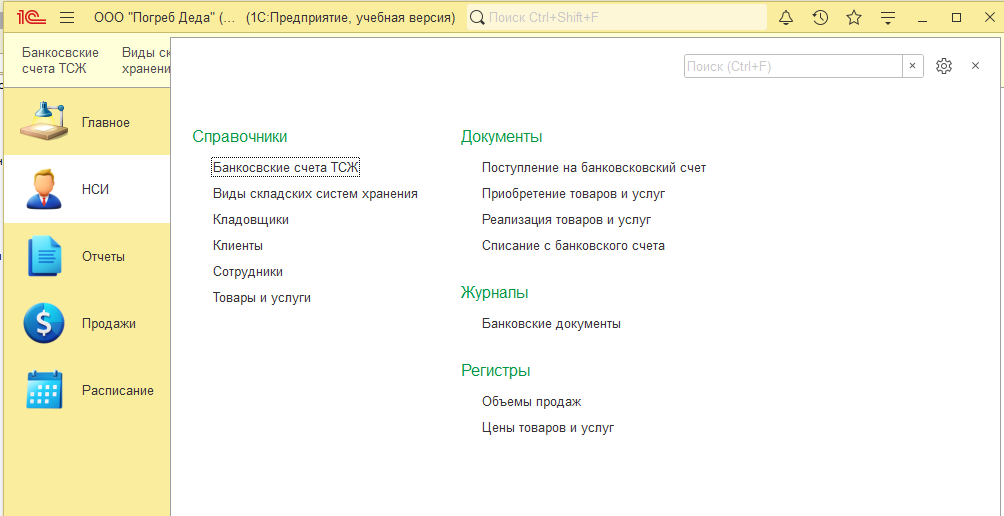 1С ООО "Погреб Деда" (... (1С:Предприятие, учебная версия) Поиск Ctrl+Shift+F
Банкосвские
счета ТСЖ
Виды ск
хранени
Поиск (Ctrl+F)
Главное
НСИ
Отчеты
Продажи
Расписание
Справочники
Банкосвские счета ТСЖ
Виды складских систем хранения
Кладовщики
Клиенты
Сотрудники
Товары и услуги
Документы
Поступление на банковсковский счет
Приобретение товаров и услуг
Реализация товаров и услуг
Списание с банковского счета
Журналы
Банковские документы
Регистры
Объемы продаж
Цены товаров и услуг